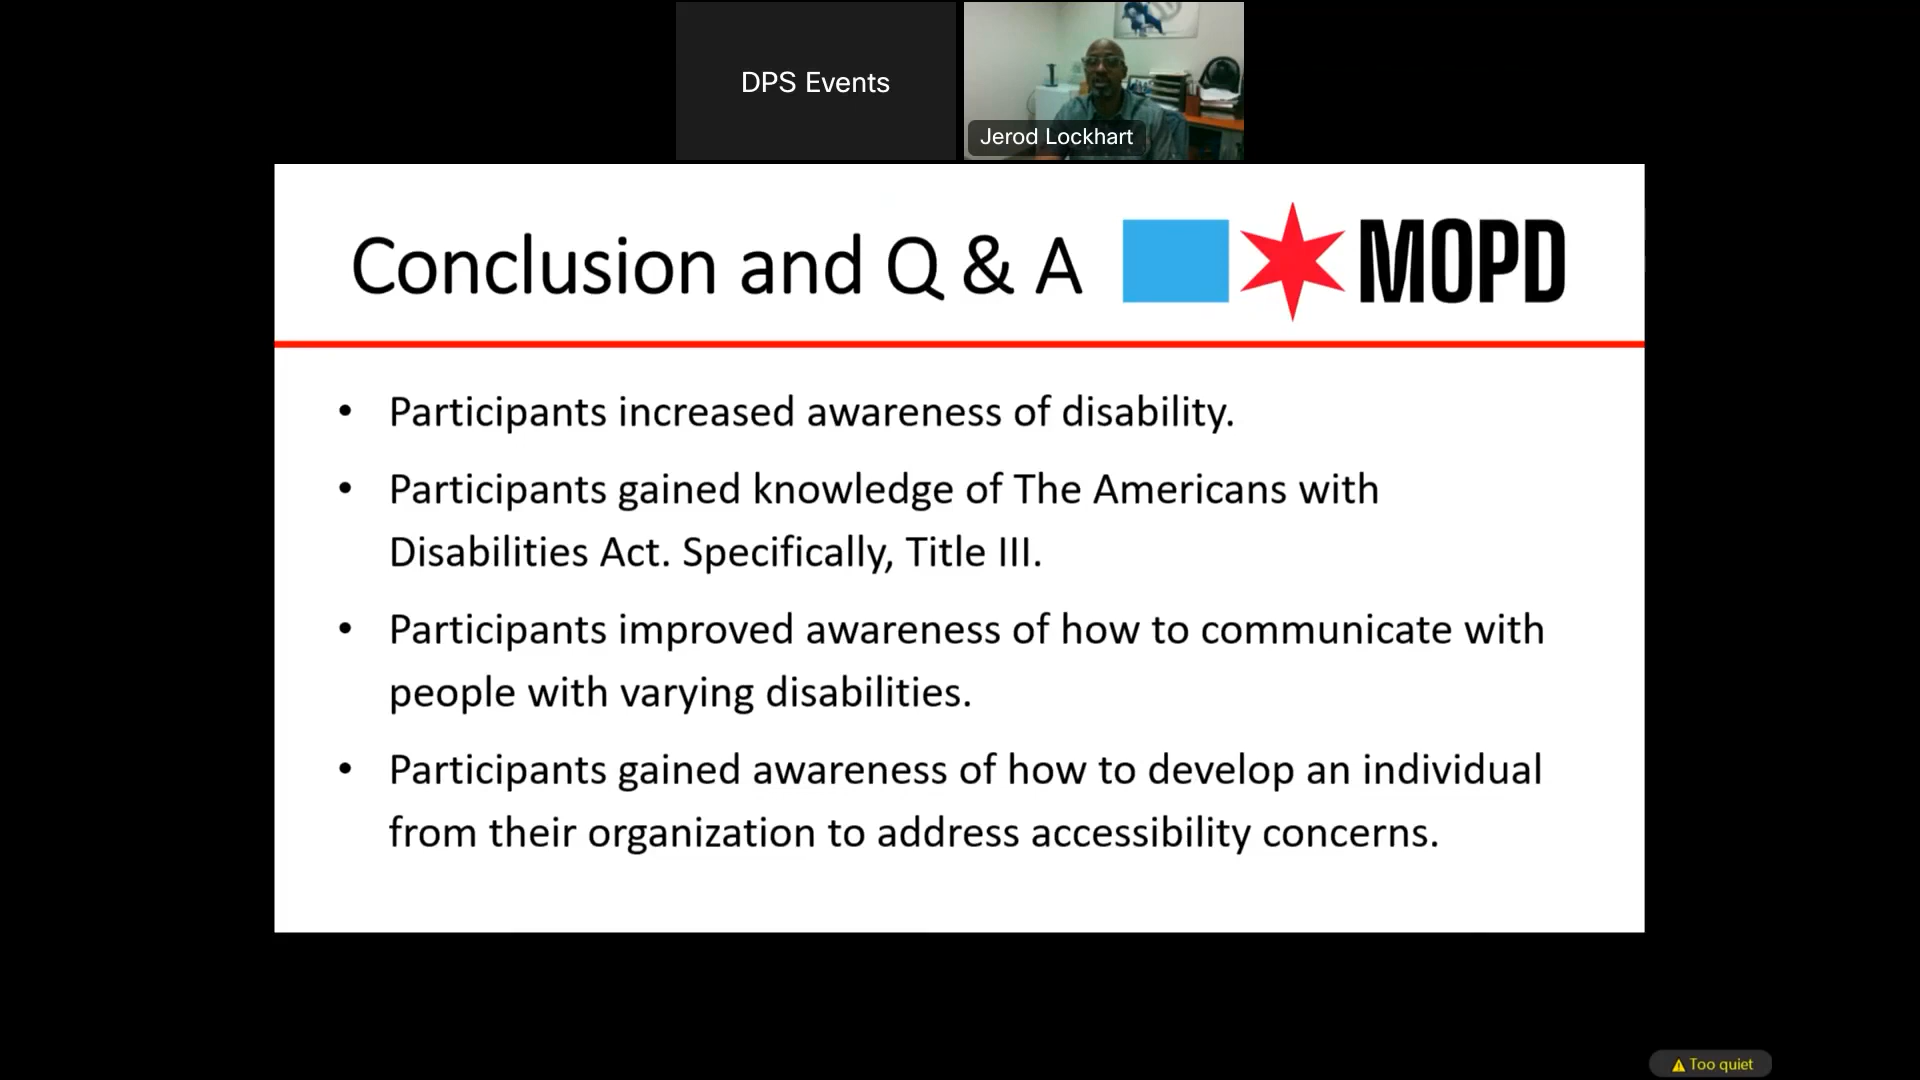 DPS Events
Jerod Lockhart
Conclusion and Q & A
MOPD
• Participants increased awareness of disability.
• Participants gained knowledge of The Americans with
Disabilities Act. Specifically, Title III.
• Participants improved awareness of how to communicate with
people with varying disabilities.
• Participants gained awareness of how to develop an individual
from their organization to address accessibility concerns.
Too quiet